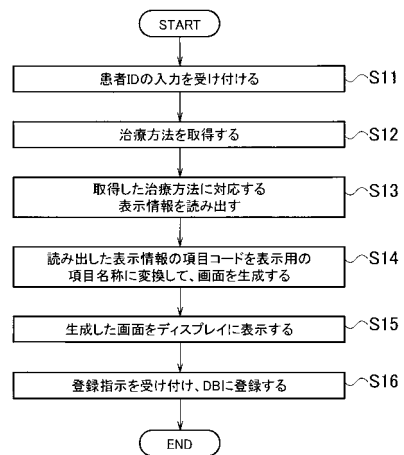 START
患者IDの入力を受け付ける
S11
治療方法を取得する
S12
取得した治療方法に対応する
表示情報を読み出す
S13
読み出した表示情報の項目コードを表示用の
項目名称に変換して、画面を生成する
S14
生成した画面をディスプレイに表示する
S15
登録指示を受け付け、DBに登録する
S16
END